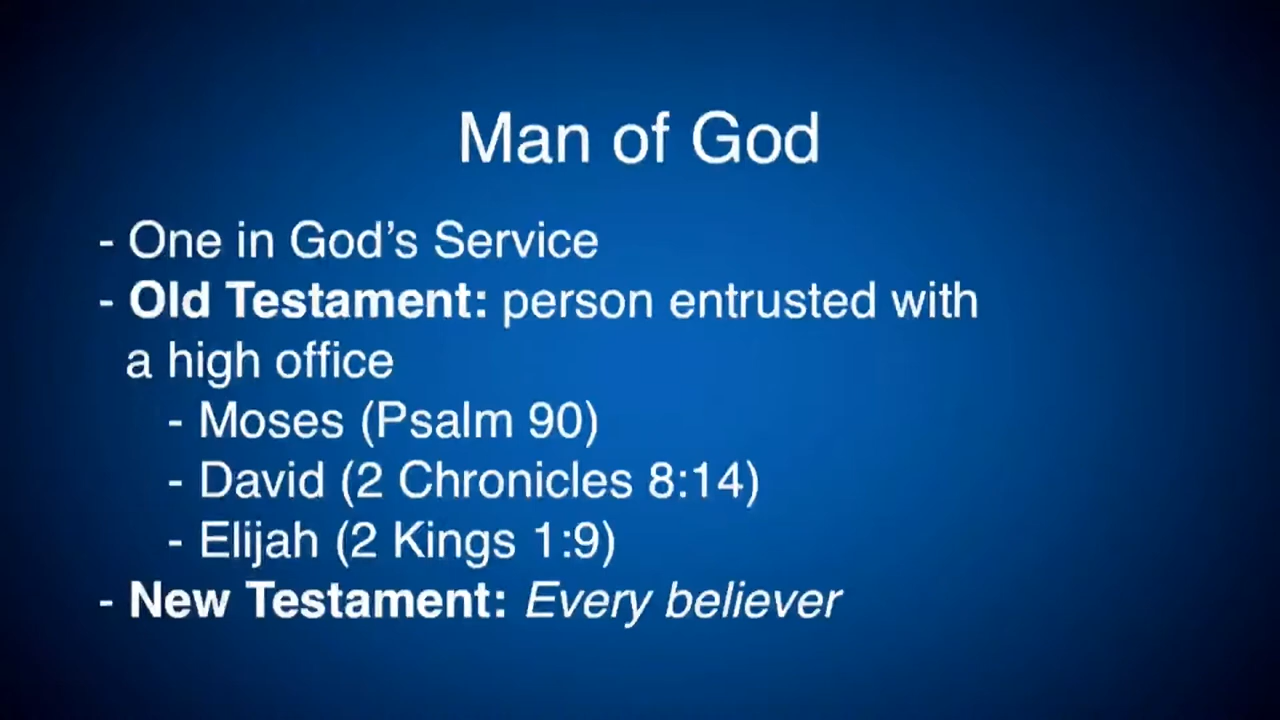 Man of God
- One in God’s Service
- Old Testament: person entrusted with
a high office
- Moses (Psalm 90)
- David (2 Chronicles 8:14)
- Elijah (2 Kings 1:9)
- New Testament: Every believer